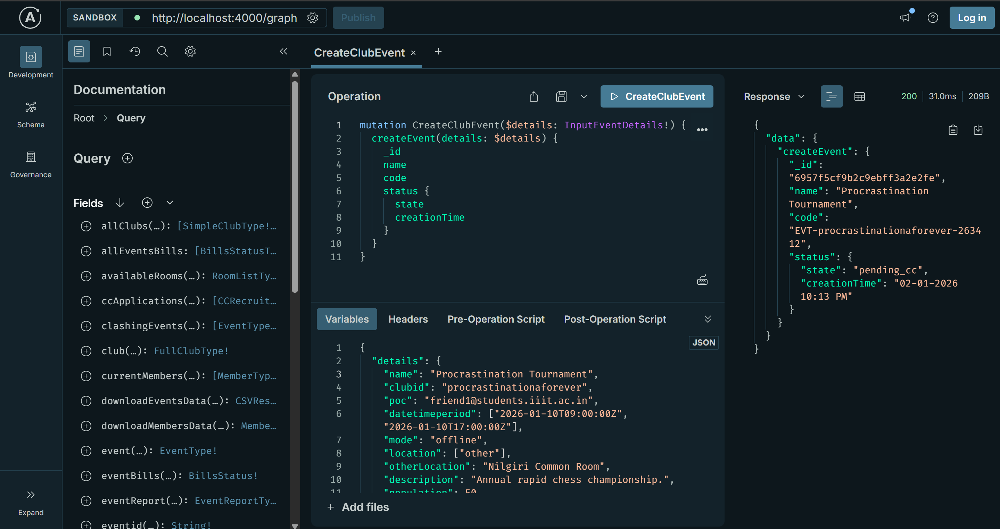 A
SANDBOX
http://localhost:4000/graph
Publish
Log in
Development
Schema
Governance
Expand
Documentation
Root > Query
Query
Fields
allClubs(…): [SimpleClubType!…
allEventsBills: [BillsStatusT…
availableRooms(…): RoomListTy…
ccApplications(…): [CCRecruit…
clashingEvents(…): [EventType…
club(…): FullClubType!
currentMembers(…): [MemberTyp…
downloadEventsData(…): CSVRes…
downloadMembersData(…): Membe…
event(…): EventType!
eventBills(…): BillsStatus!
eventReport(…): EventReportTy…
eventid(…): String!
CreateClubEvent × +
Operation
CreateClubEvent
1 mutation CreateClubEvent($details: InputEventDetails!) {
2 createEvent(details: $details) {
3 _id
4 name
5 code
6 status {
7 state
8 creationTime
9 }
10 }
11 }
Variables Headers Pre-Operation Script Post-Operation Script
JSON
1 {
2 "details": {
3 "name": "Procrastination Tournament",
4 "clubid": "procrastinationaforever",
5 "poc": "friend1@students.iiit.ac.in",
6 "datetimeperiod": ["2026-01-10T09:00:00Z",
"2026-01-10T17:00:00Z"],
7 "mode": "offline",
8 "location": ["other"],
9 "otherLocation": "Nilgiri Common Room",
10 "description": "Annual rapid chess championship.",
11 "population": 50
+ Add files
Response
200 31.0ms 209B
{
"data": {
"createEvent": {
"_id":
"6957f5cf9b2c9ebff3a2e2fe",
"name": "Procrastination
Tournament",
"code":
"EVT-procrastinationaforever-2634
12",
"status": {
"state": "pending_cc",
"creationTime": "02-01-2026
10:13 PM"
}
}
}
}